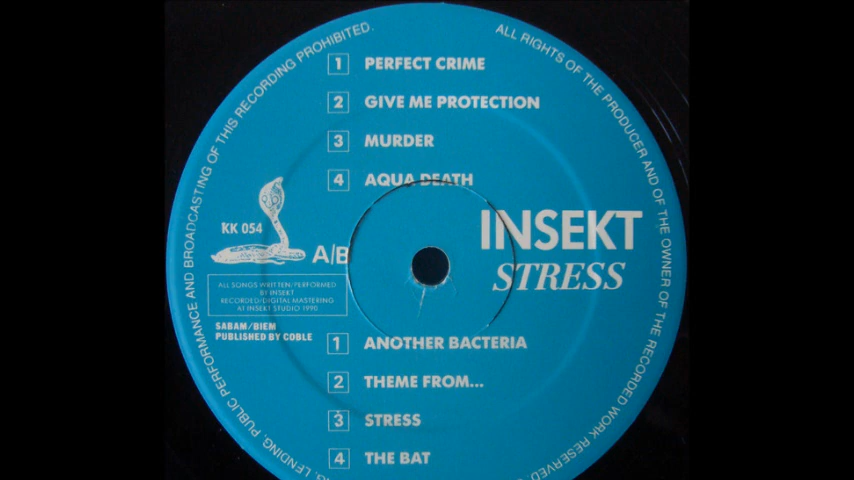 ALL RIGHTS OF THE PRODUCER AND OF THE OWNER OF THE RECORDED WORK RESERVED
LENDING, PUBLIC PERFORMANCE AND BROADCASTING OF THIS RECORDING PROHIBITED.
1 PERFECT CRIME
2 GIVE ME PROTECTION
3 MURDER
4 AQUA DEATH
KK 054
A/B
INSEKT
STRESS
ALL SONGS WRITTEN/PERFORMED
BY INSEKT
RECORDED/DIGITAL MASTERING
AT INSEKT STUDIO 1990
SABAM/BIEM
PUBLISHED BY COBLE
1 ANOTHER BACTERIA
2 THEME FROM...
3 STRESS
4 THE BAT